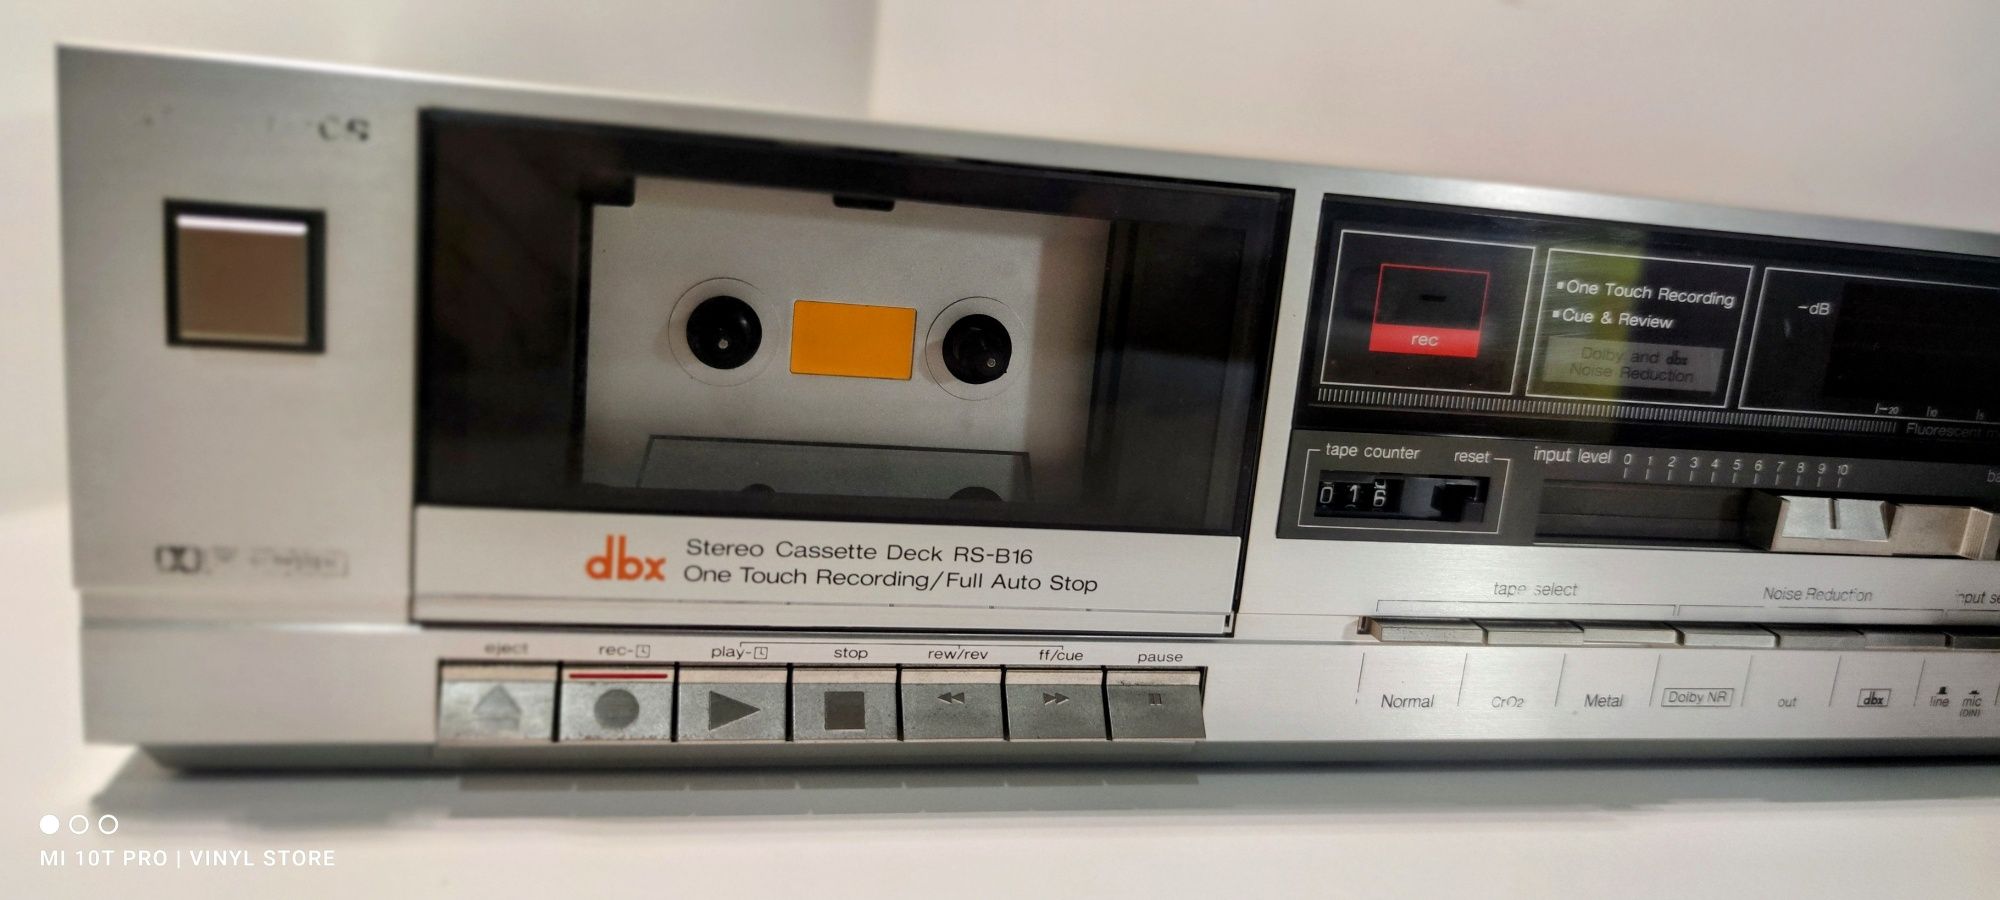 One Touch Recording
Cue & Review
Dolby and dbx
Noise Reduction
rec
-dB
-20
Fluorescent
tape counter reset
016
input level 0 1 2 3 4 5 6 7 8 9 10
dbx
Stereo Cassette Deck RS-B16
One Touch Recording/Full Auto Stop
tape select
Noise Reduction
eject rec- play- stop rew/rev ff/cue pause
Normal CrO2 Metal Dolby NR out dbx line mic
(DIN)
MI 10T PRO | VINYL STORE